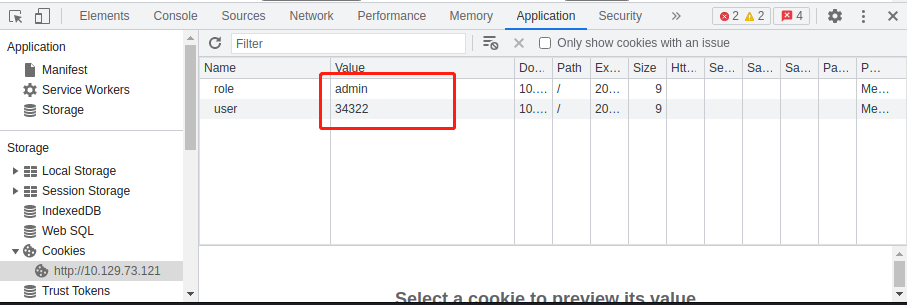 Elements Console Sources Network Performance Memory Application Security » 2 2 4
Application
Manifest
Service Workers
Storage
Storage
Local Storage
Session Storage
IndexedDB
Web SQL
Cookies
http://10.129.73.121
Trust Tokens
Filter Only show cookies with an issue
Name Value Do… Path Ex… Size Htt… Se… Sa… Sa… Pa… P…
role admin 10.… / 20… 9 Me…
user 34322 10.… / 20… 9 Me…
Select a cookie to preview its value